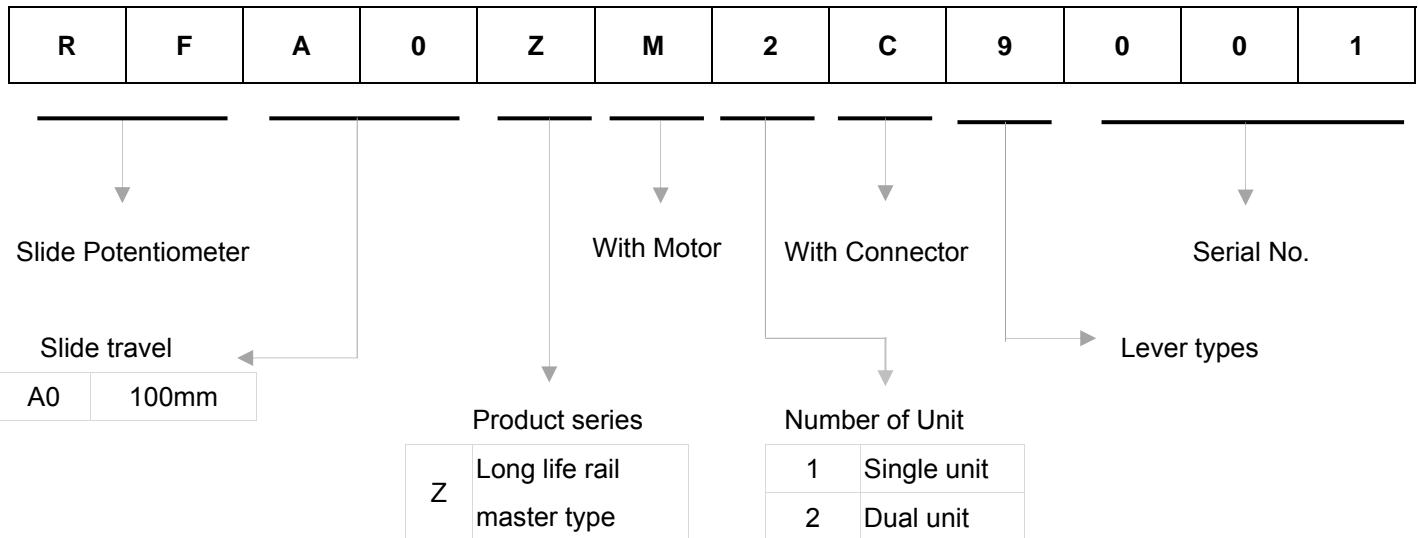 R F A 0 Z M 2 C 9 0 0 1
Slide Potentiometer
With Motor
With Connector
Serial No.
Slide travel
A0 100mm
Lever types
Product series
Z Long life rail
master type
Number of Unit
1 Single unit
2 Dual unit